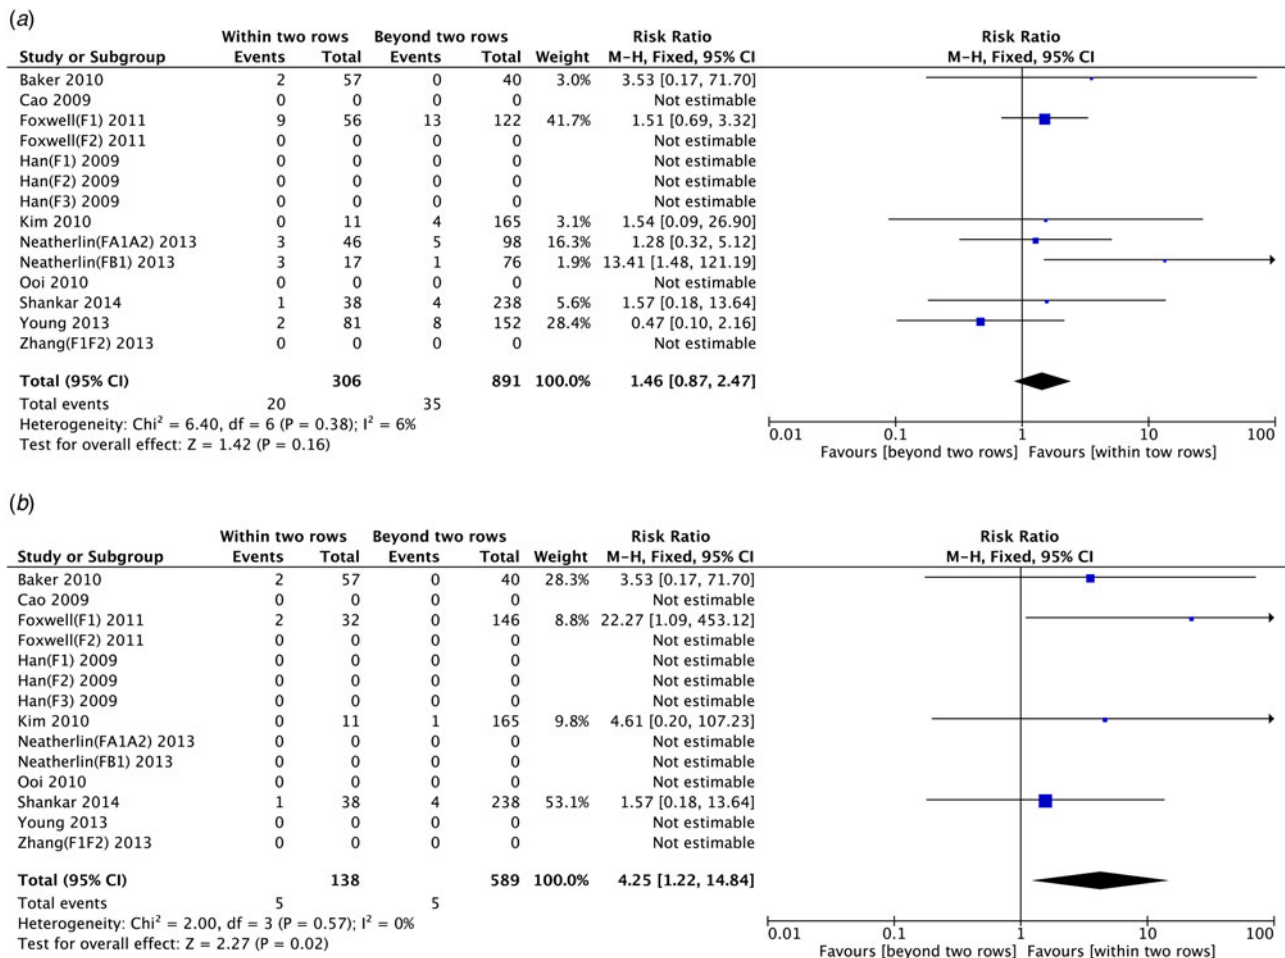 (a)
Within two rows Beyond two rows Risk Ratio Risk Ratio
Study or Subgroup Events Total Events Total Weight M-H, Fixed, 95% CI M-H, Fixed, 95% CI
Baker 2010 2 57 0 40 3.0% 3.53 [0.17, 71.70]
Cao 2009 0 0 0 0 Not estimable
Foxwell(F1) 2011 9 56 13 122 41.7% 1.51 [0.69, 3.32]
Foxwell(F2) 2011 0 0 0 0 Not estimable
Han(F1) 2009 0 0 0 0 Not estimable
Han(F2) 2009 0 0 0 0 Not estimable
Han(F3) 2009 0 0 0 0 Not estimable
Kim 2010 0 11 4 165 3.1% 1.54 [0.09, 26.90]
Neatherlin(FA1A2) 2013 3 46 5 98 16.3% 1.28 [0.32, 5.12]
Neatherlin(FB1) 2013 3 17 1 76 1.9% 13.41 [1.48, 121.19]
Ooi 2010 0 0 0 0 Not estimable
Shankar 2014 1 38 4 238 5.6% 1.57 [0.18, 13.64]
Young 2013 2 81 8 152 28.4% 0.47 [0.10, 2.16]
Zhang(F1F2) 2013 0 0 0 0 Not estimable
Total (95% CI) 306 891 100.0% 1.46 [0.87, 2.47]
Total events 20 35
Heterogeneity: Chi² = 6.40, df = 6 (P = 0.38); I² = 6%
Test for overall effect: Z = 1.42 (P = 0.16)
0.01 0.1 1 10 100
Favours [beyond two rows] Favours [within tow rows]
(b)
Within two rows Beyond two rows Risk Ratio Risk Ratio
Study or Subgroup Events Total Events Total Weight M-H, Fixed, 95% CI M-H, Fixed, 95% CI
Baker 2010 2 57 0 40 28.3% 3.53 [0.17, 71.70]
Cao 2009 0 0 0 0 Not estimable
Foxwell(F1) 2011 2 32 0 146 8.8% 22.27 [1.09, 453.12]
Foxwell(F2) 2011 0 0 0 0 Not estimable
Han(F1) 2009 0 0 0 0 Not estimable
Han(F2) 2009 0 0 0 0 Not estimable
Han(F3) 2009 0 0 0 0 Not estimable
Kim 2010 0 11 1 165 9.8% 4.61 [0.20, 107.23]
Neatherlin(FA1A2) 2013 0 0 0 0 Not estimable
Neatherlin(FB1) 2013 0 0 0 0 Not estimable
Ooi 2010 0 0 0 0 Not estimable
Shankar 2014 1 38 4 238 53.1% 1.57 [0.18, 13.64]
Young 2013 0 0 0 0 Not estimable
Zhang(F1F2) 2013 0 0 0 0 Not estimable
Total (95% CI) 138 589 100.0% 4.25 [1.22, 14.84]
Total events 5 5
Heterogeneity: Chi² = 2.00, df = 3 (P = 0.57); I² = 0%
Test for overall effect: Z = 2.27 (P = 0.02)
0.01 0.1 1 10 100
Favours [beyond two rows] Favours [within two rows]